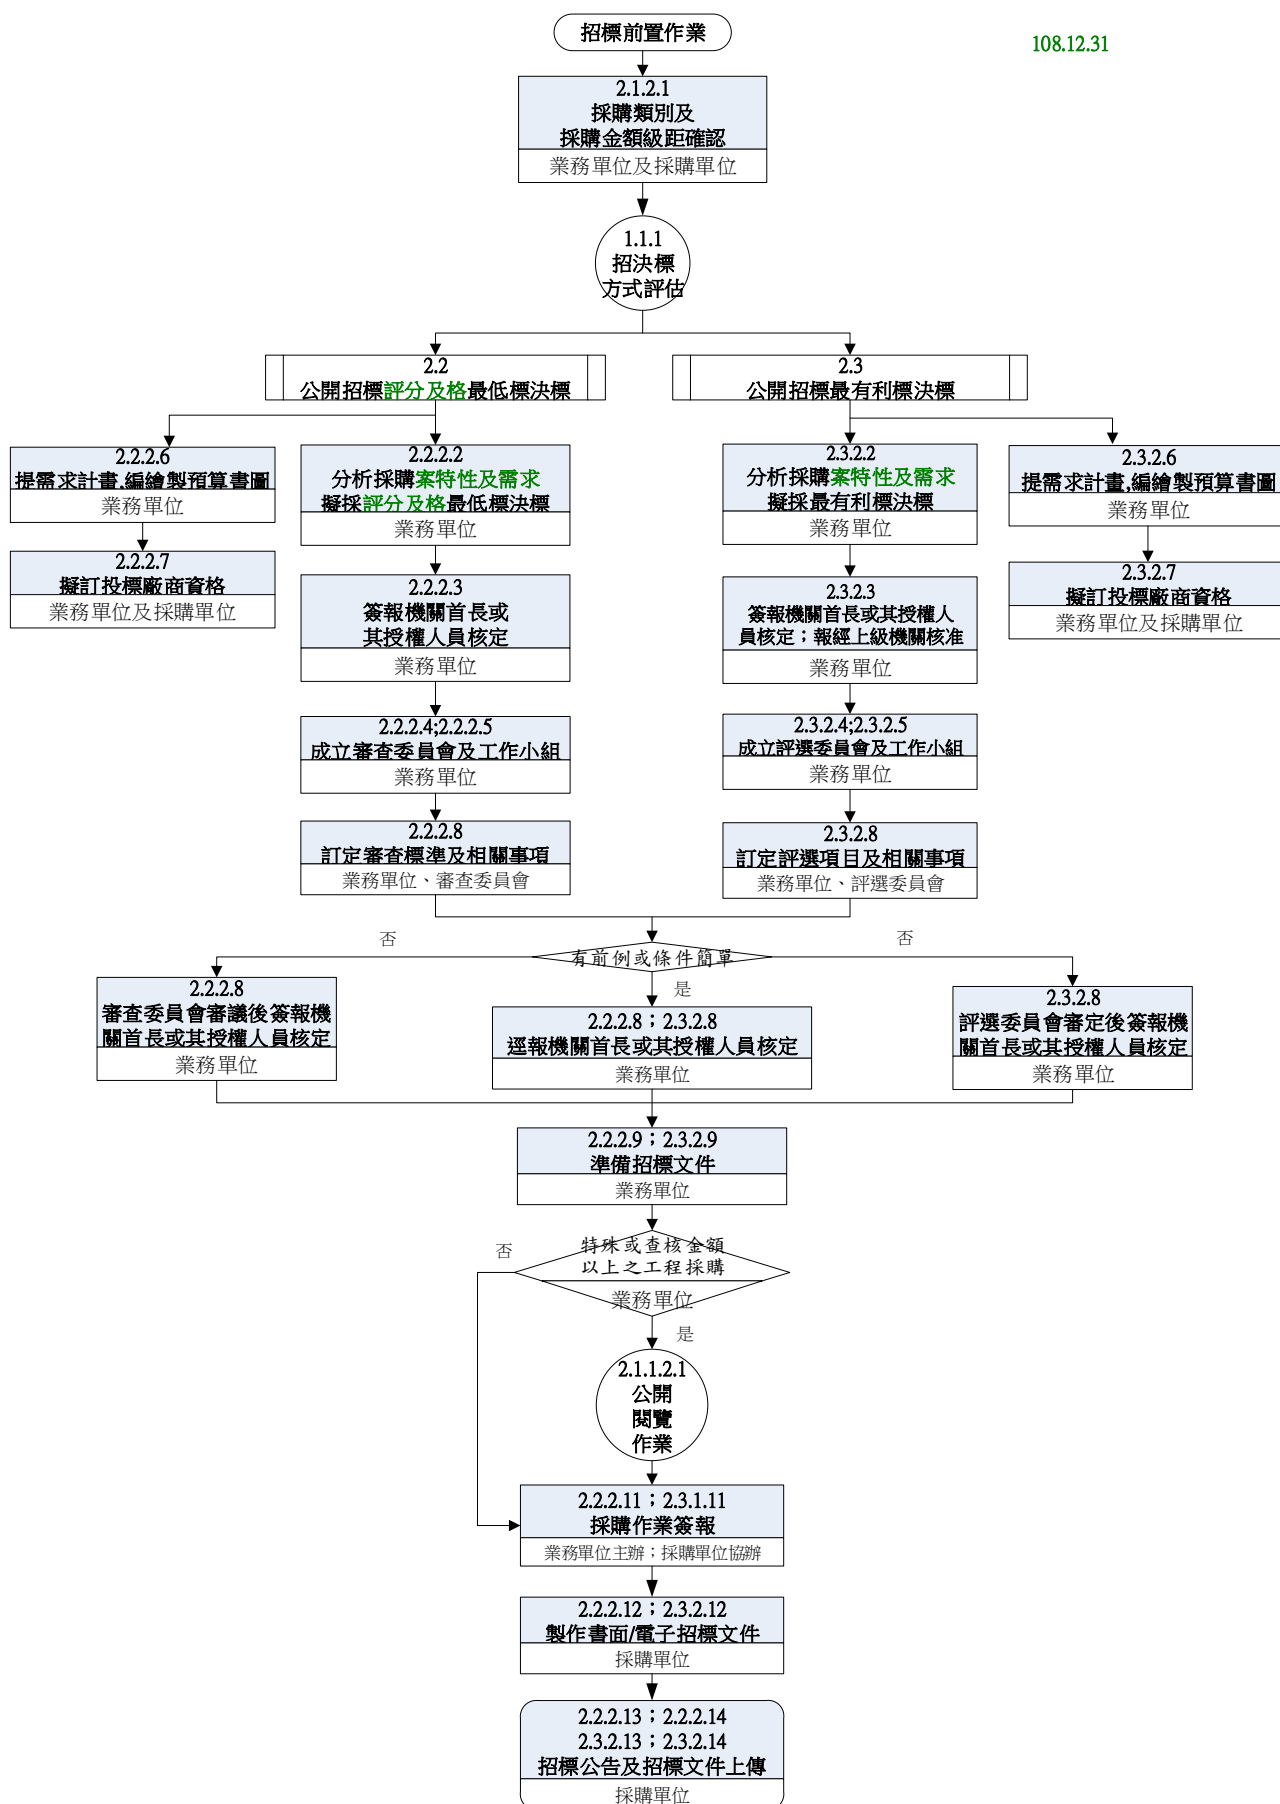 招標前置作業
108.12.31
2.1.2.1
採購類別及
採購金額級距確認
業務單位及採購單位
1.1.1
招決標
方式評估
2.2
公開招標評分及格最低標決標
2.3
公開招標最有利標決標
2.2.2.6
提需求計畫,編繪製預算書圖
業務單位
2.2.2.7
擬訂投標廠商資格
業務單位及採購單位
2.2.2.2
分析採購案特性及需求
擬採評分及格最低標決標
業務單位
2.2.2.3
簽報機關首長或
其授權人員核定
業務單位
2.2.2.4;2.2.2.5
成立審查委員會及工作小組
業務單位
2.2.2.8
訂定審查標準及相關事項
業務單位、審查委員會
2.3.2.2
分析採購案特性及需求
擬採最有利標決標
業務單位
2.3.2.3
簽報機關首長或其授權人
員核定；報經上級機關核准
業務單位
2.3.2.4;2.3.2.5
成立評選委員會及工作小組
業務單位
2.3.2.8
訂定評選項目及相關事項
業務單位、評選委員會
2.3.2.6
提需求計畫,編繪製預算書圖
業務單位
2.3.2.7
擬訂投標廠商資格
業務單位及採購單位
否
有前例或條件簡單
否
是
2.2.2.8
審查委員會審議後簽報機
關首長或其授權人員核定
業務單位
2.2.2.8；2.3.2.8
逕報機關首長或其授權人員核定
業務單位
2.3.2.8
評選委員會審定後簽報機
關首長或其授權人員核定
業務單位
2.2.2.9；2.3.2.9
準備招標文件
業務單位
否
特殊或查核金額
以上之工程採購
業務單位
是
2.1.1.2.1
公開
閱覽
作業
2.2.2.11；2.3.1.11
採購作業簽報
業務單位主辦；採購單位協辦
2.2.2.12；2.3.2.12
製作書面/電子招標文件
採購單位
2.2.2.13；2.2.2.14
2.3.2.13；2.3.2.14
招標公告及招標文件上傳
採購單位